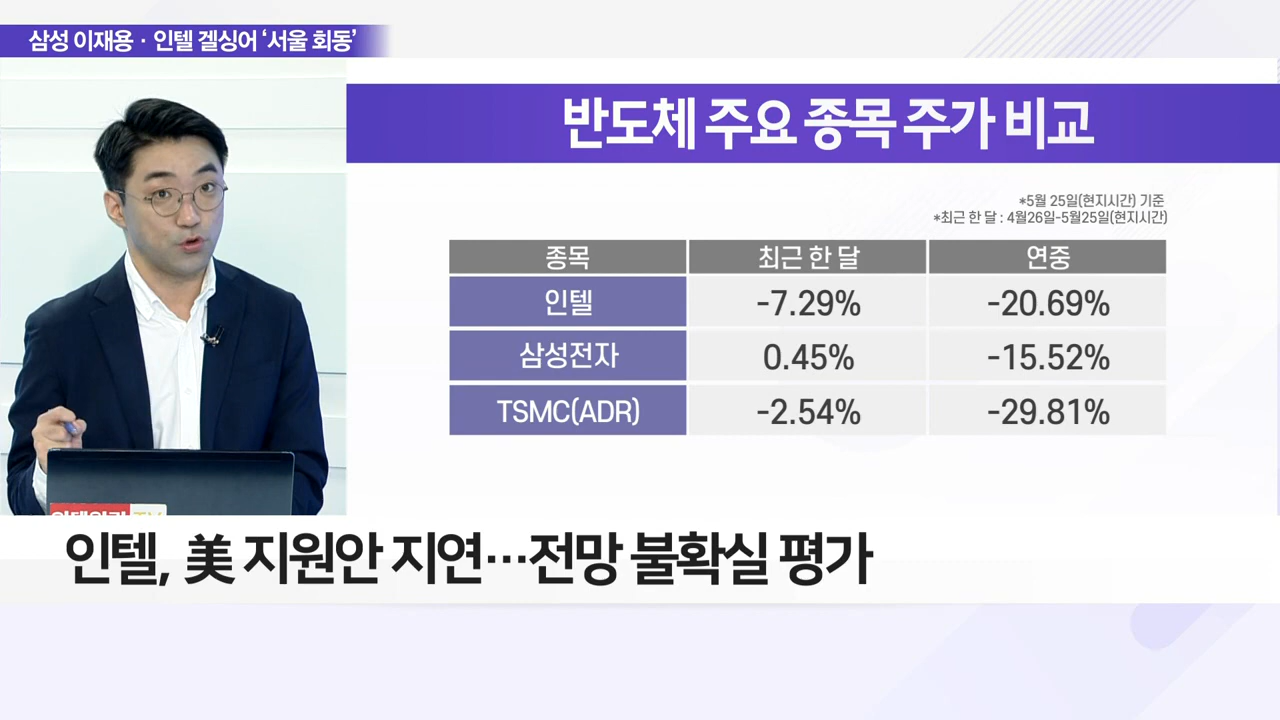 삼성 이재용 · 인텔 겔싱어 ‘서울 회동’
반도체 주요 종목 주가 비교
*5월 25일(현지시간) 기준
*최근 한 달 : 4월26일-5월25일(현지시간)
종목 최근 한 달 연중
인텔 -7.29% -20.69%
삼성전자 0.45% -15.52%
TSMC(ADR) -2.54% -29.81%
인텔, 美 지원안 지연…전망 불확실 평가